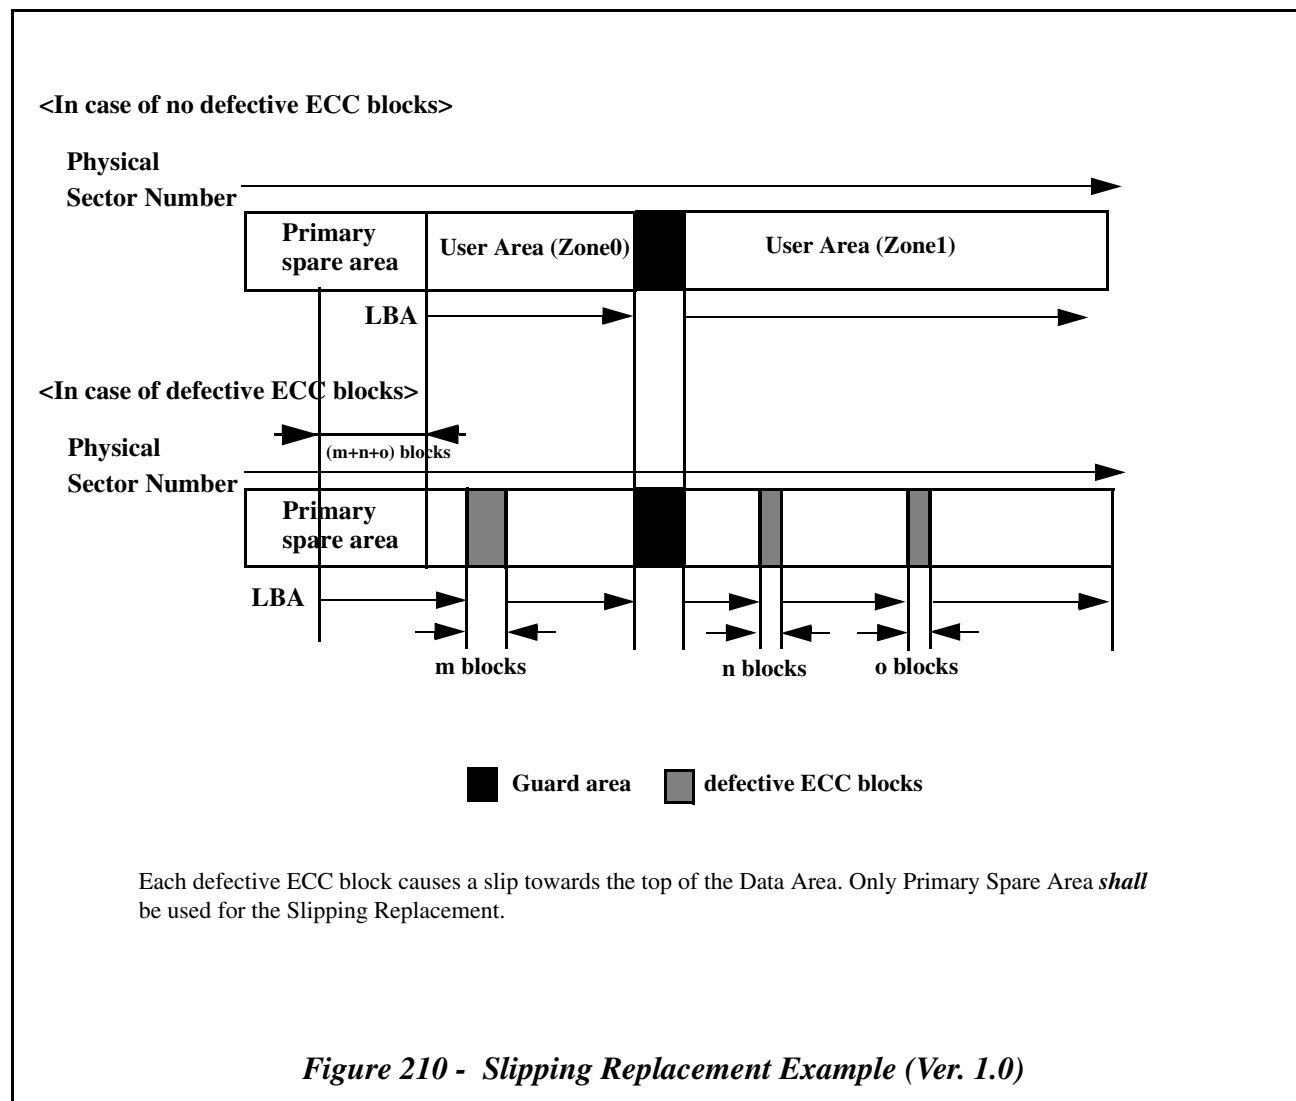 <In case of no defective ECC blocks>
Physical
Sector Number
Primary
spare area
User Area (Zone0)
User Area (Zone1)
LBA
<In case of defective ECC blocks>
(m+n+o) blocks
Physical
Sector Number
Primary
spare area
LBA
m blocks
n blocks
o blocks
Guard area
defective ECC blocks
Each defective ECC block causes a slip towards the top of the Data Area. Only Primary Spare Area shall
be used for the Slipping Replacement.
Figure 210 - Slipping Replacement Example (Ver. 1.0)